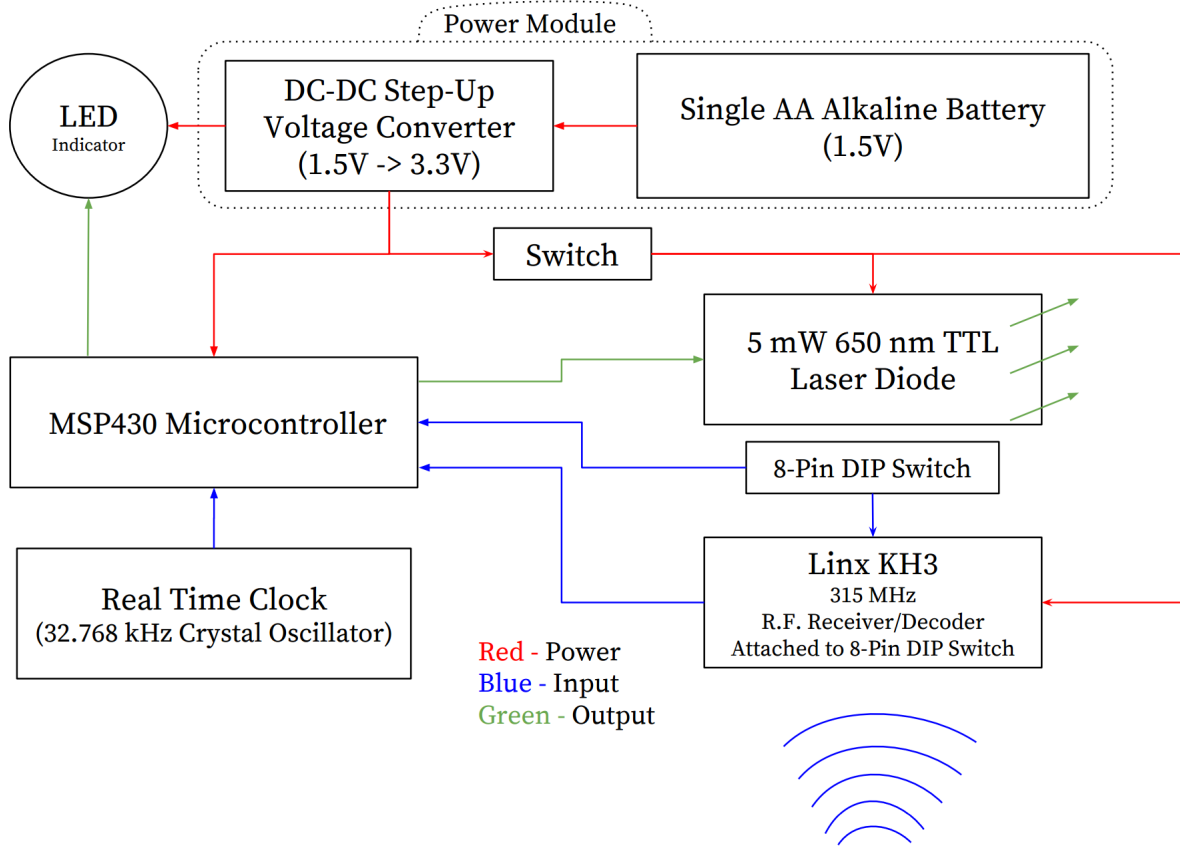 Power Module
LED
Indicator
DC-DC Step-Up
Voltage Converter
(1.5V -> 3.3V)
Single AA Alkaline Battery
(1.5V)
Switch
5 mW 650 nm TTL
Laser Diode
MSP430 Microcontroller
8-Pin DIP Switch
Real Time Clock
(32.768 kHz Crystal Oscillator)
Linx KH3
315 MHz
R.F. Receiver/Decoder
Attached to 8-Pin DIP Switch
Red - Power
Blue - Input
Green - Output